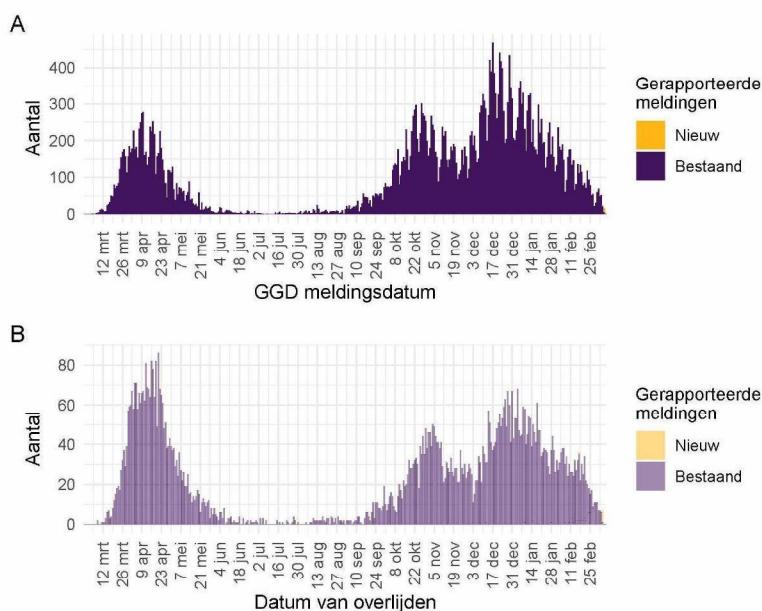 A
Aantal
400
300
200
100
0
12 mrt
26 mrt
9 apr
23 apr
7 mei
21 mei
4 jun
18 jun
2 jul
16 jul
30 jul
13 aug
27 aug
10 sep
24 sep
8 okt
22 okt
5 nov
19 nov
3 dec
17 dec
31 dec
14 jan
28 jan
11 feb
25 feb
GGD meldingsdatum
Gerapporteerde
meldingen
Nieuw
Bestaand
B
Aantal
80
60
40
20
0
12 mrt
26 mrt
9 apr
23 apr
7 mei
21 mei
4 jun
18 jun
2 jul
16 jul
30 jul
13 aug
27 aug
10 sep
24 sep
8 okt
22 okt
5 nov
19 nov
3 dec
17 dec
31 dec
14 jan
28 jan
11 feb
25 feb
Datum van overlijden
Gerapporteerde
meldingen
Nieuw
Bestaand